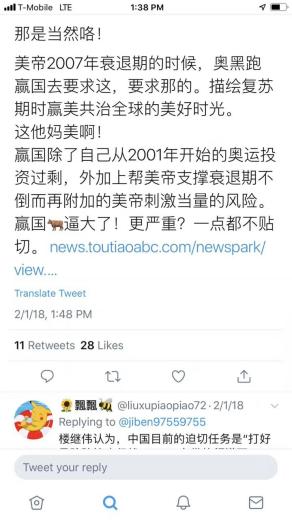 T-Mobile LTE 1:38 PM
那是当然咯！
美帝2007年衰退期的时候，奥黑跑
赢国去要求这，要求那的。描绘复苏
期时赢美共治全球的美好时光。
这他妈美啊！
赢国除了自己从2001年开始的奥运投
资过剩，外加上帮美帝支撑衰退期不
倒而再附加的美帝刺激当量的风险。
赢国🐂逼大了！更严重？一点都不贴
切。 news.toutiaoabc.com/newspark/
view....
Translate Tweet
2/1/18, 1:48 PM
11 Retweets 28 Likes
🌻飄飄🐝 @liuxupiaopiao72 · 2/1/18
Replying to @jiben97559755
楼继伟认为，中国目前的迫切任务是“打好
Tweet your reply